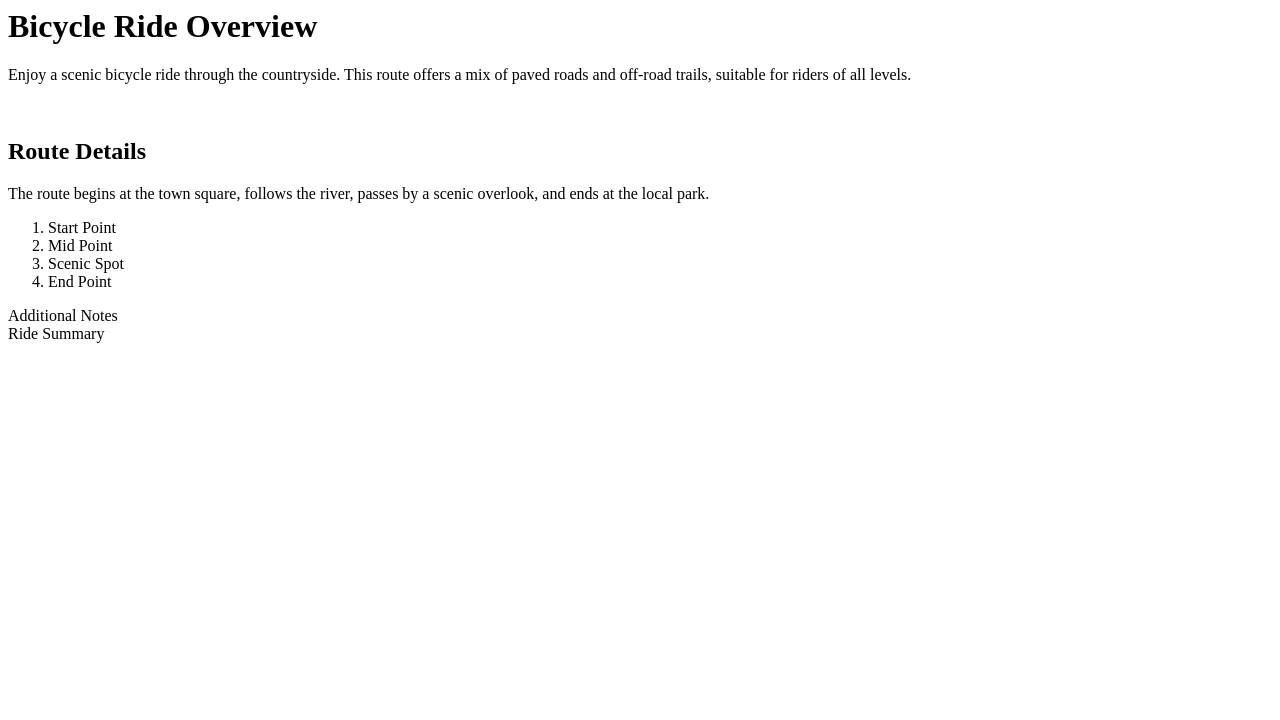 Bicycle Ride Overview
Enjoy a scenic bicycle ride through the countryside. This route offers a mix of paved roads and off-road trails, suitable for riders of all levels.
Route Details
The route begins at the town square, follows the river, passes by a scenic overlook, and ends at the local park.
1. Start Point
2. Mid Point
3. Scenic Spot
4. End Point
Additional Notes
Ride Summary